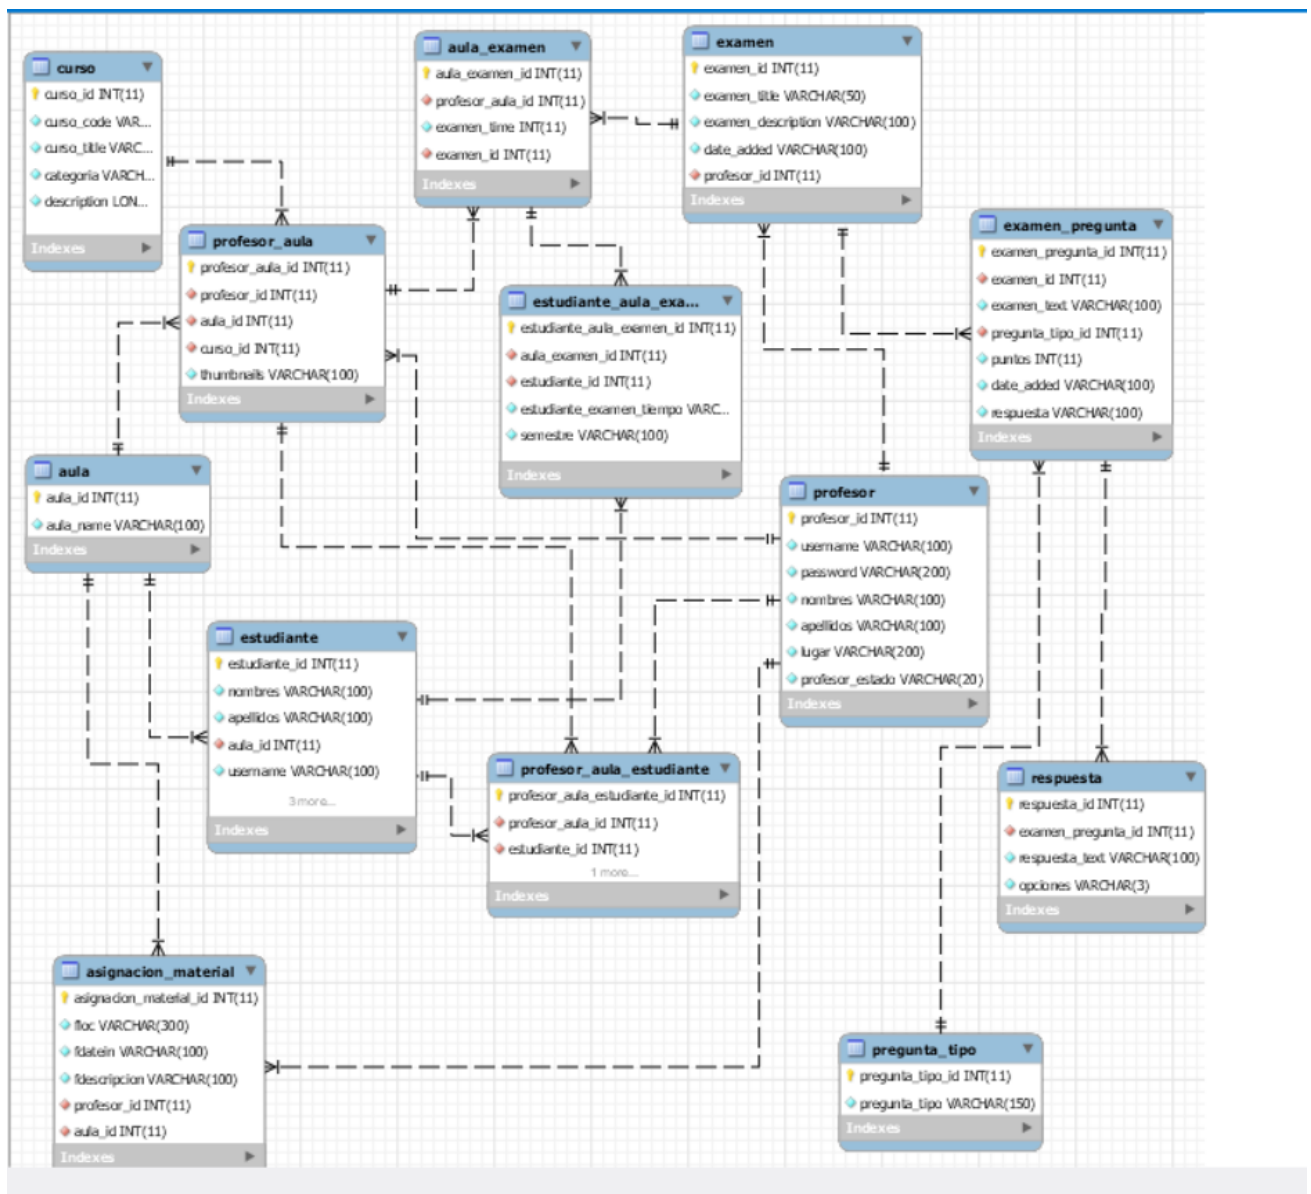 curso
curso_id INT(11)
curso_code VAR...
curso_title VARC...
categoria VARCH...
description LON...
Indexes
aula_examen
aula_examen_id INT(11)
profesor_aula_id INT(11)
examen_time INT(11)
examen_id INT(11)
Indexes
examen
examen_id INT(11)
examen_title VARCHAR(50)
examen_description VARCHAR(100)
date_added VARCHAR(100)
profesor_id INT(11)
Indexes
profesor_aula
profesor_aula_id INT(11)
profesor_id INT(11)
aula_id INT(11)
curso_id INT(11)
thumbnails VARCHAR(100)
Indexes
estudiante_aula_exa...
estudiante_aula_examen_id INT(11)
aula_examen_id INT(11)
estudiante_id INT(11)
estudiante_examen_tiempo VARC...
semestre VARCHAR(100)
Indexes
examen_pregunta
examen_pregunta_id INT(11)
examen_id INT(11)
examen_text VARCHAR(100)
pregunta_tipo_id INT(11)
puntos INT(11)
date_added VARCHAR(100)
respuesta VARCHAR(100)
Indexes
aula
aula_id INT(11)
aula_name VARCHAR(100)
Indexes
profesor
profesor_id INT(11)
username VARCHAR(100)
password VARCHAR(200)
nombres VARCHAR(100)
apellidos VARCHAR(100)
lugar VARCHAR(200)
profesor_estado VARCHAR(20)
Indexes
estudiante
estudiante_id INT(11)
nombres VARCHAR(100)
apellidos VARCHAR(100)
aula_id INT(11)
username VARCHAR(100)
3 more...
Indexes
profesor_aula_estudiante
profesor_aula_estudiante_id INT(11)
profesor_aula_id INT(11)
estudiante_id INT(11)
1 more...
Indexes
respuesta
respuesta_id INT(11)
examen_pregunta_id INT(11)
respuesta_text VARCHAR(100)
opciones VARCHAR(3)
Indexes
asignacion_material
asignacion_material_id INT(11)
floc VARCHAR(300)
fdatein VARCHAR(100)
fdescripcion VARCHAR(100)
profesor_id INT(11)
aula_id INT(11)
Indexes
pregunta_tipo
pregunta_tipo_id INT(11)
pregunta_tipo VARCHAR(150)
Indexes